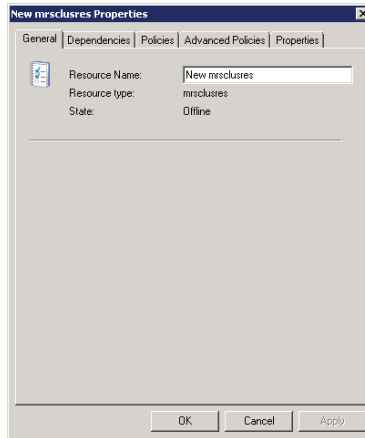 New mrsclusres Properties
General Dependencies Policies Advanced Policies Properties
Resource Name: New mrsclusres
Resource type: mrsclusres
State: Offline
OK Cancel Apply